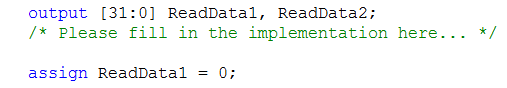 output [31:0] ReadData1, ReadData2;
/* Please fill in the implementation here... */
assign ReadData1 = 0;